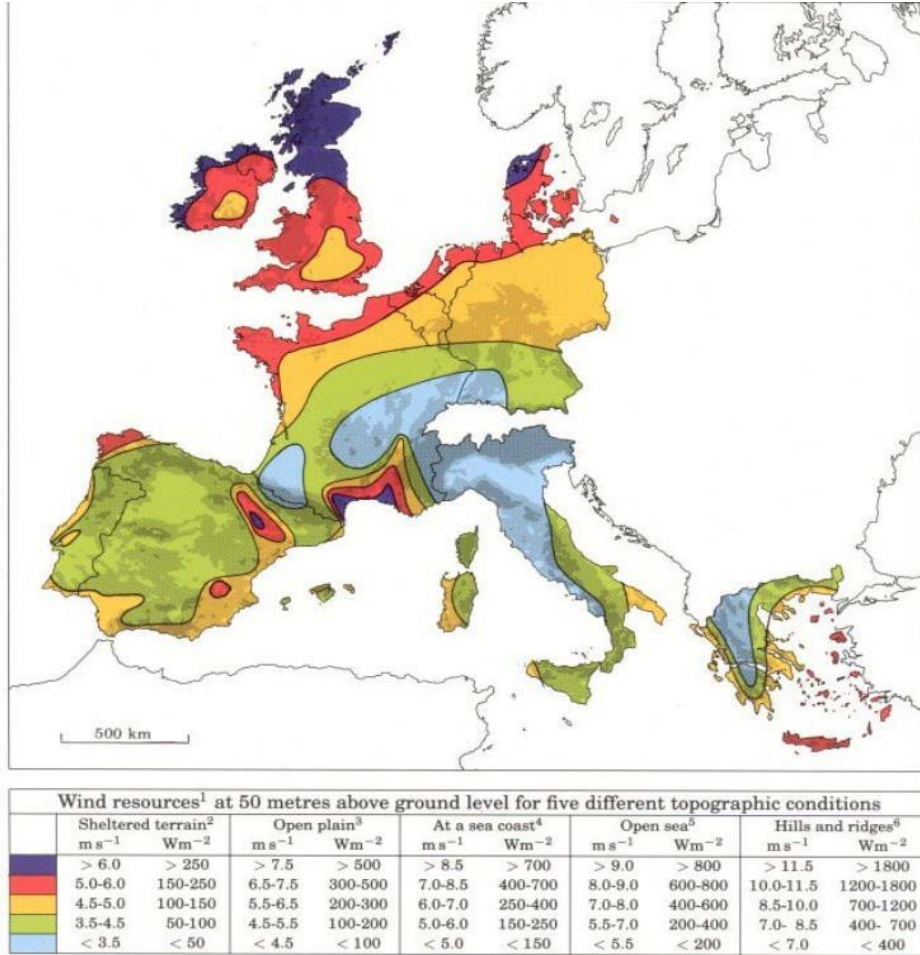 500 km
Wind resources¹ at 50 metres above ground level for five different topographic conditions
Sheltered terrain² Open plain³ At a sea coast⁴ Open sea⁵ Hills and ridges⁶
m s⁻¹ Wm⁻² m s⁻¹ Wm⁻² m s⁻¹ Wm⁻² m s⁻¹ Wm⁻² m s⁻¹ Wm⁻²
> 6.0 > 250 > 7.5 > 500 > 8.5 > 700 > 9.0 > 800 > 11.5 > 1800
5.0-6.0 150-250 6.5-7.5 300-500 7.0-8.5 400-700 8.0-9.0 600-800 10.0-11.5 1200-1800
4.5-5.0 100-150 5.5-6.5 200-300 6.0-7.0 250-400 7.0-8.0 400-600 8.5-10.0 700-1200
3.5-4.5 50-100 4.5-5.5 100-200 5.0-6.0 150-250 5.5-7.0 200-400 7.0- 8.5 400- 700
< 3.5 < 50 < 4.5 < 100 < 5.0 < 150 < 5.5 < 200 < 7.0 < 400